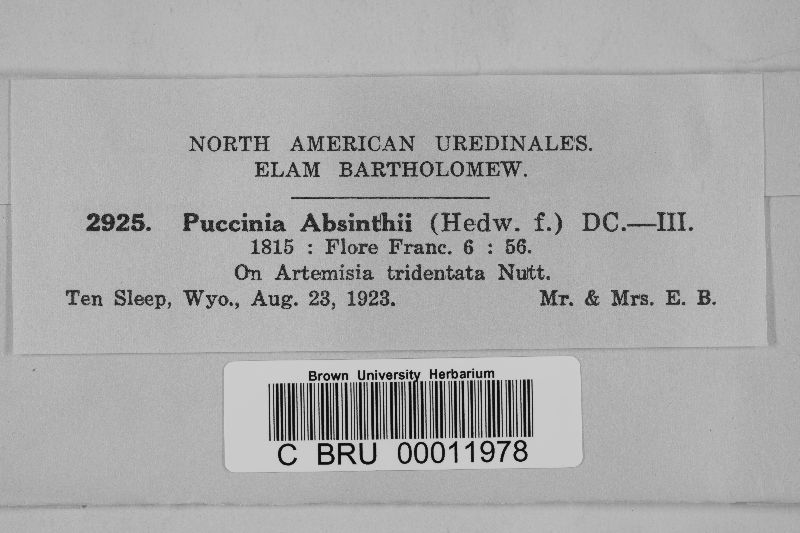 NORTH AMERICAN UREDINALES.
ELAM BARTHOLOMEW.
2925. Puccinia Absinthii (Hedw. f.) DC.—III.
1815 : Flore Franc. 6 : 56.
On Artemisia tridentata Nutt.
Ten Sleep, Wyo., Aug. 23, 1923. Mr. & Mrs. E. B.
Brown University Herbarium
C BRU 00011978